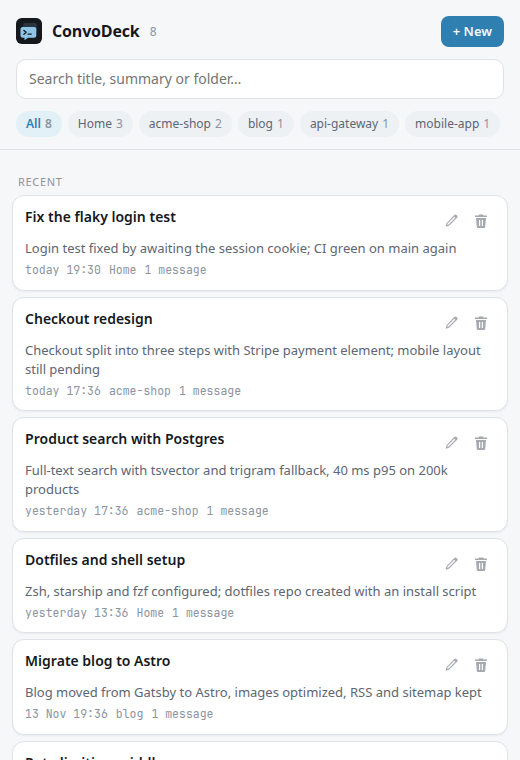 ConvoDeck 8
+ New
Search title, summary or folder...
All 8 Home 3 acme-shop 2 blog 1 api-gateway 1 mobile-app 1
RECENT
Fix the flaky login test
Login test fixed by awaiting the session cookie; CI green on main again
today 19:30 Home 1 message
Checkout redesign
Checkout split into three steps with Stripe payment element; mobile layout
still pending
today 17:36 acme-shop 1 message
Product search with Postgres
Full-text search with tsvector and trigram fallback, 40 ms p95 on 200k
products
yesterday 17:36 acme-shop 1 message
Dotfiles and shell setup
Zsh, starship and fzf configured; dotfiles repo created with an install script
yesterday 13:36 Home 1 message
Migrate blog to Astro
Blog moved from Gatsby to Astro, images optimized, RSS and sitemap kept
13 Nov 19:36 blog 1 message